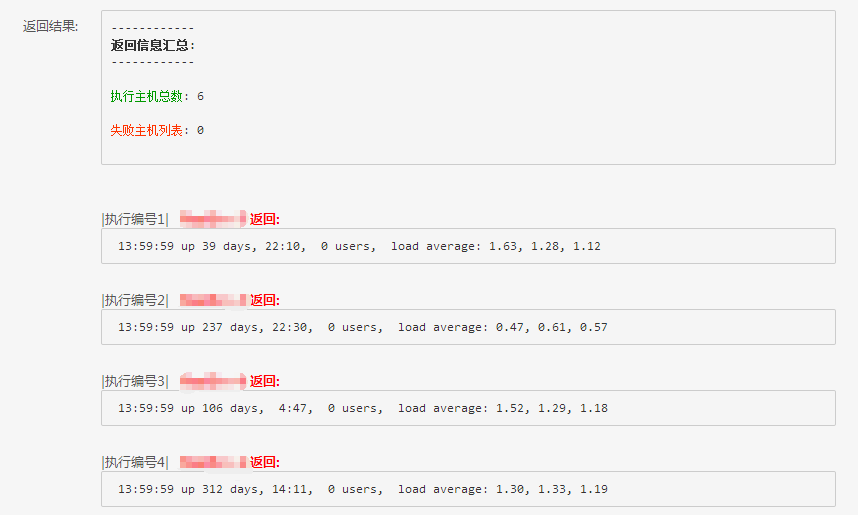 返回结果:
------------
返回信息汇总:
------------
执行主机总数: 6
失败主机列表: 0
|执行编号1| 返回:
13:59:59 up 39 days, 22:10,  0 users,  load average: 1.63, 1.28, 1.12
|执行编号2| 返回:
13:59:59 up 237 days, 22:30,  0 users,  load average: 0.47, 0.61, 0.57
|执行编号3| 返回:
13:59:59 up 106 days,  4:47,  0 users,  load average: 1.52, 1.29, 1.18
|执行编号4| 返回:
13:59:59 up 312 days, 14:11,  0 users,  load average: 1.30, 1.33, 1.19